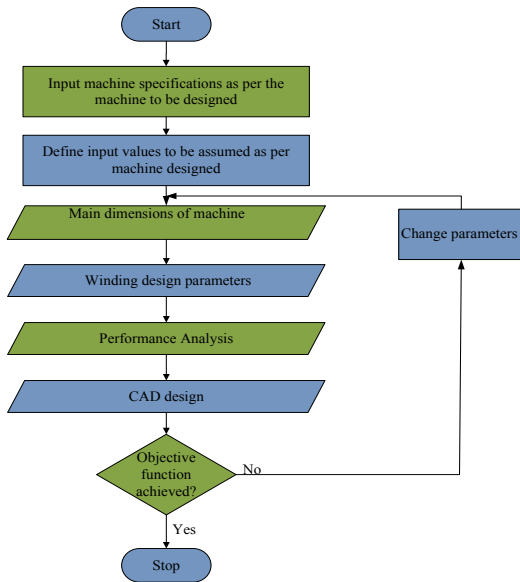 Start
Input machine specifications as per the
machine to be designed
Define input values to be assumed as per
machine designed
Main dimensions of machine
Change parameters
Winding design parameters
Performance Analysis
CAD design
Objective
function
achieved?
No
Yes
Stop